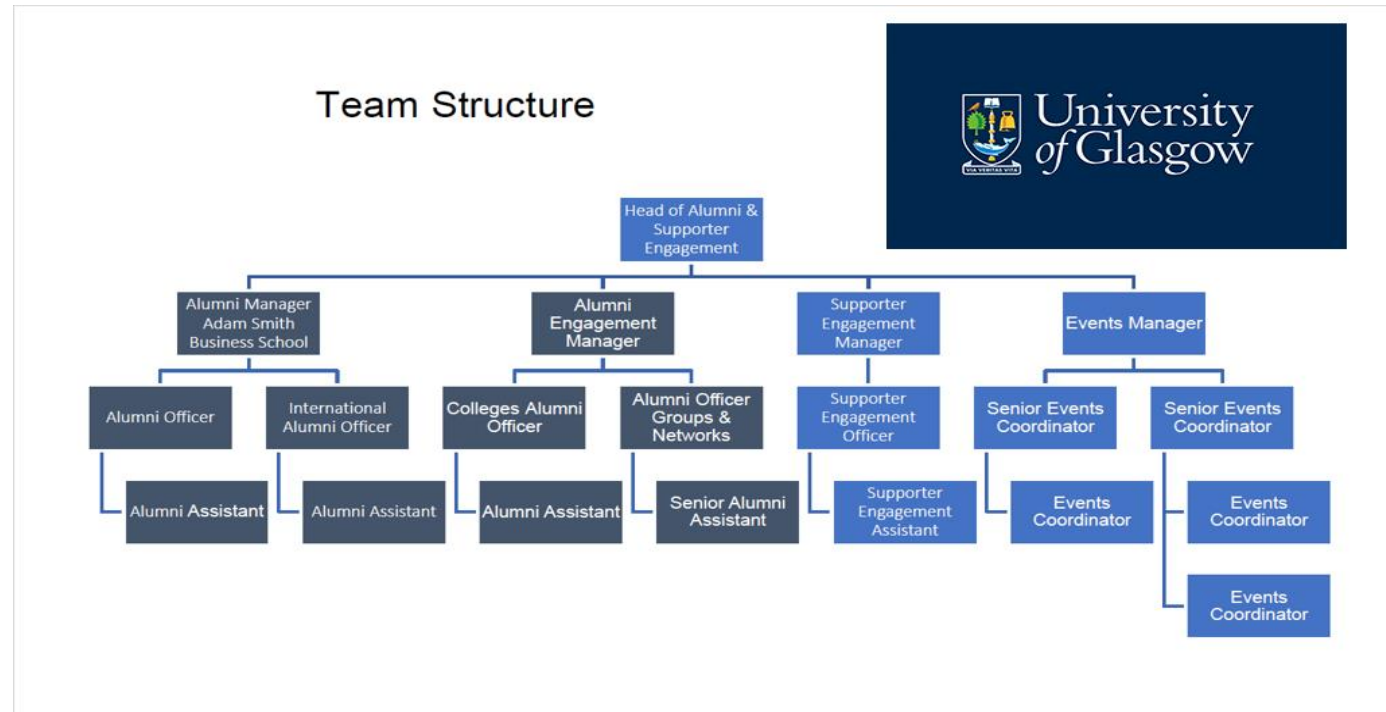 Team Structure
University
of Glasgow
VIA VERITAS VITA
Head of Alumni &
Supporter
Engagement
Alumni Manager
Adam Smith
Business School
Alumni
Engagement
Manager
Supporter
Engagement
Manager
Events Manager
Alumni Officer
International
Alumni Officer
Colleges Alumni
Officer
Alumni Officer
Groups &
Networks
Supporter
Engagement
Officer
Senior Events
Coordinator
Senior Events
Coordinator
Alumni Assistant
Alumni Assistant
Alumni Assistant
Senior Alumni
Assistant
Supporter
Engagement
Assistant
Events
Coordinator
Events
Coordinator
Events
Coordinator